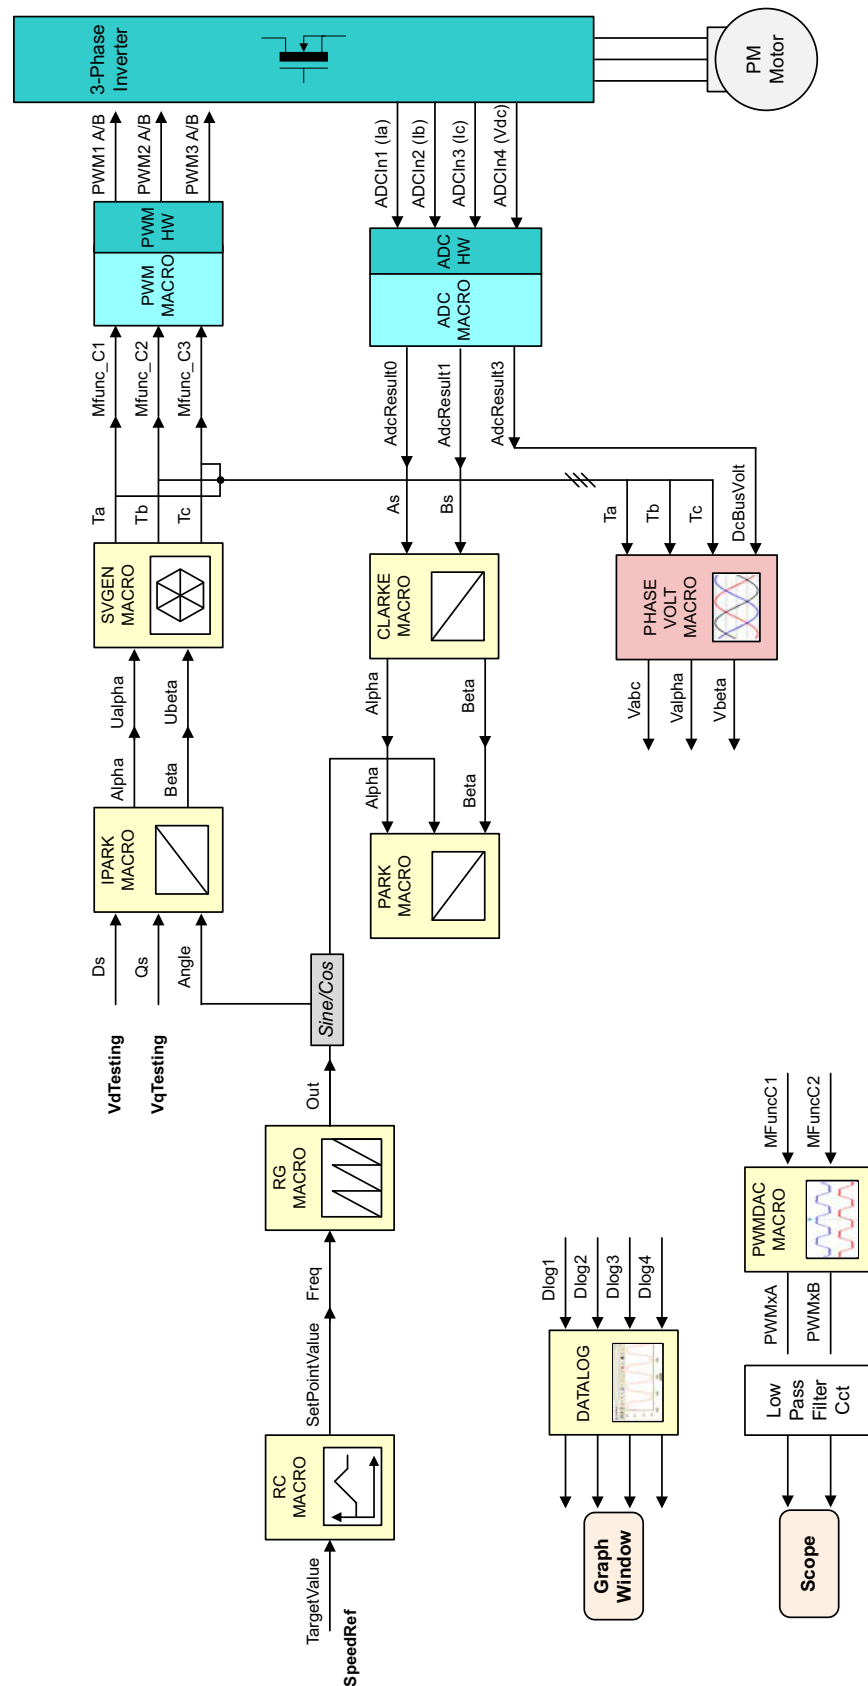 VdTesting
VqTesting
Ds
Qs
Angle
IPARK
MACRO
Alpha
Beta
Ualpha
Ubeta
SVGEN
MACRO
Ta
Tb
Tc
Mfunc_C1
Mfunc_C2
Mfunc_C3
PWM
MACRO
PWM
HW
PWM1 A/B
PWM2 A/B
PWM3 A/B
3-Phase
Inverter
TargetValue
SpeedRef
RC
MACRO
SetPointValue
Freq
RG
MACRO
Out
Sine/Cos
PARK
MACRO
Alpha
Beta
Alpha
Beta
CLARKE
MACRO
As
Bs
AdcResult0
AdcResult1
AdcResult3
ADC
MACRO
ADC
HW
ADCIn1 (Ia)
ADCIn2 (Ib)
ADCIn3 (Ic)
ADCIn4 (Vdc)
PM
Motor
Vabc
Valpha
Vbeta
PHASE
VOLT
MACRO
Ta
Tb
Tc
DcBusVolt
Graph
Window
DATALOG
Dlog1
Dlog2
Dlog3
Dlog4
Scope
Low
Pass
Filter
Cct
PWMxA
PWMxB
PWMDAC
MACRO
MFuncC1
MFuncC2